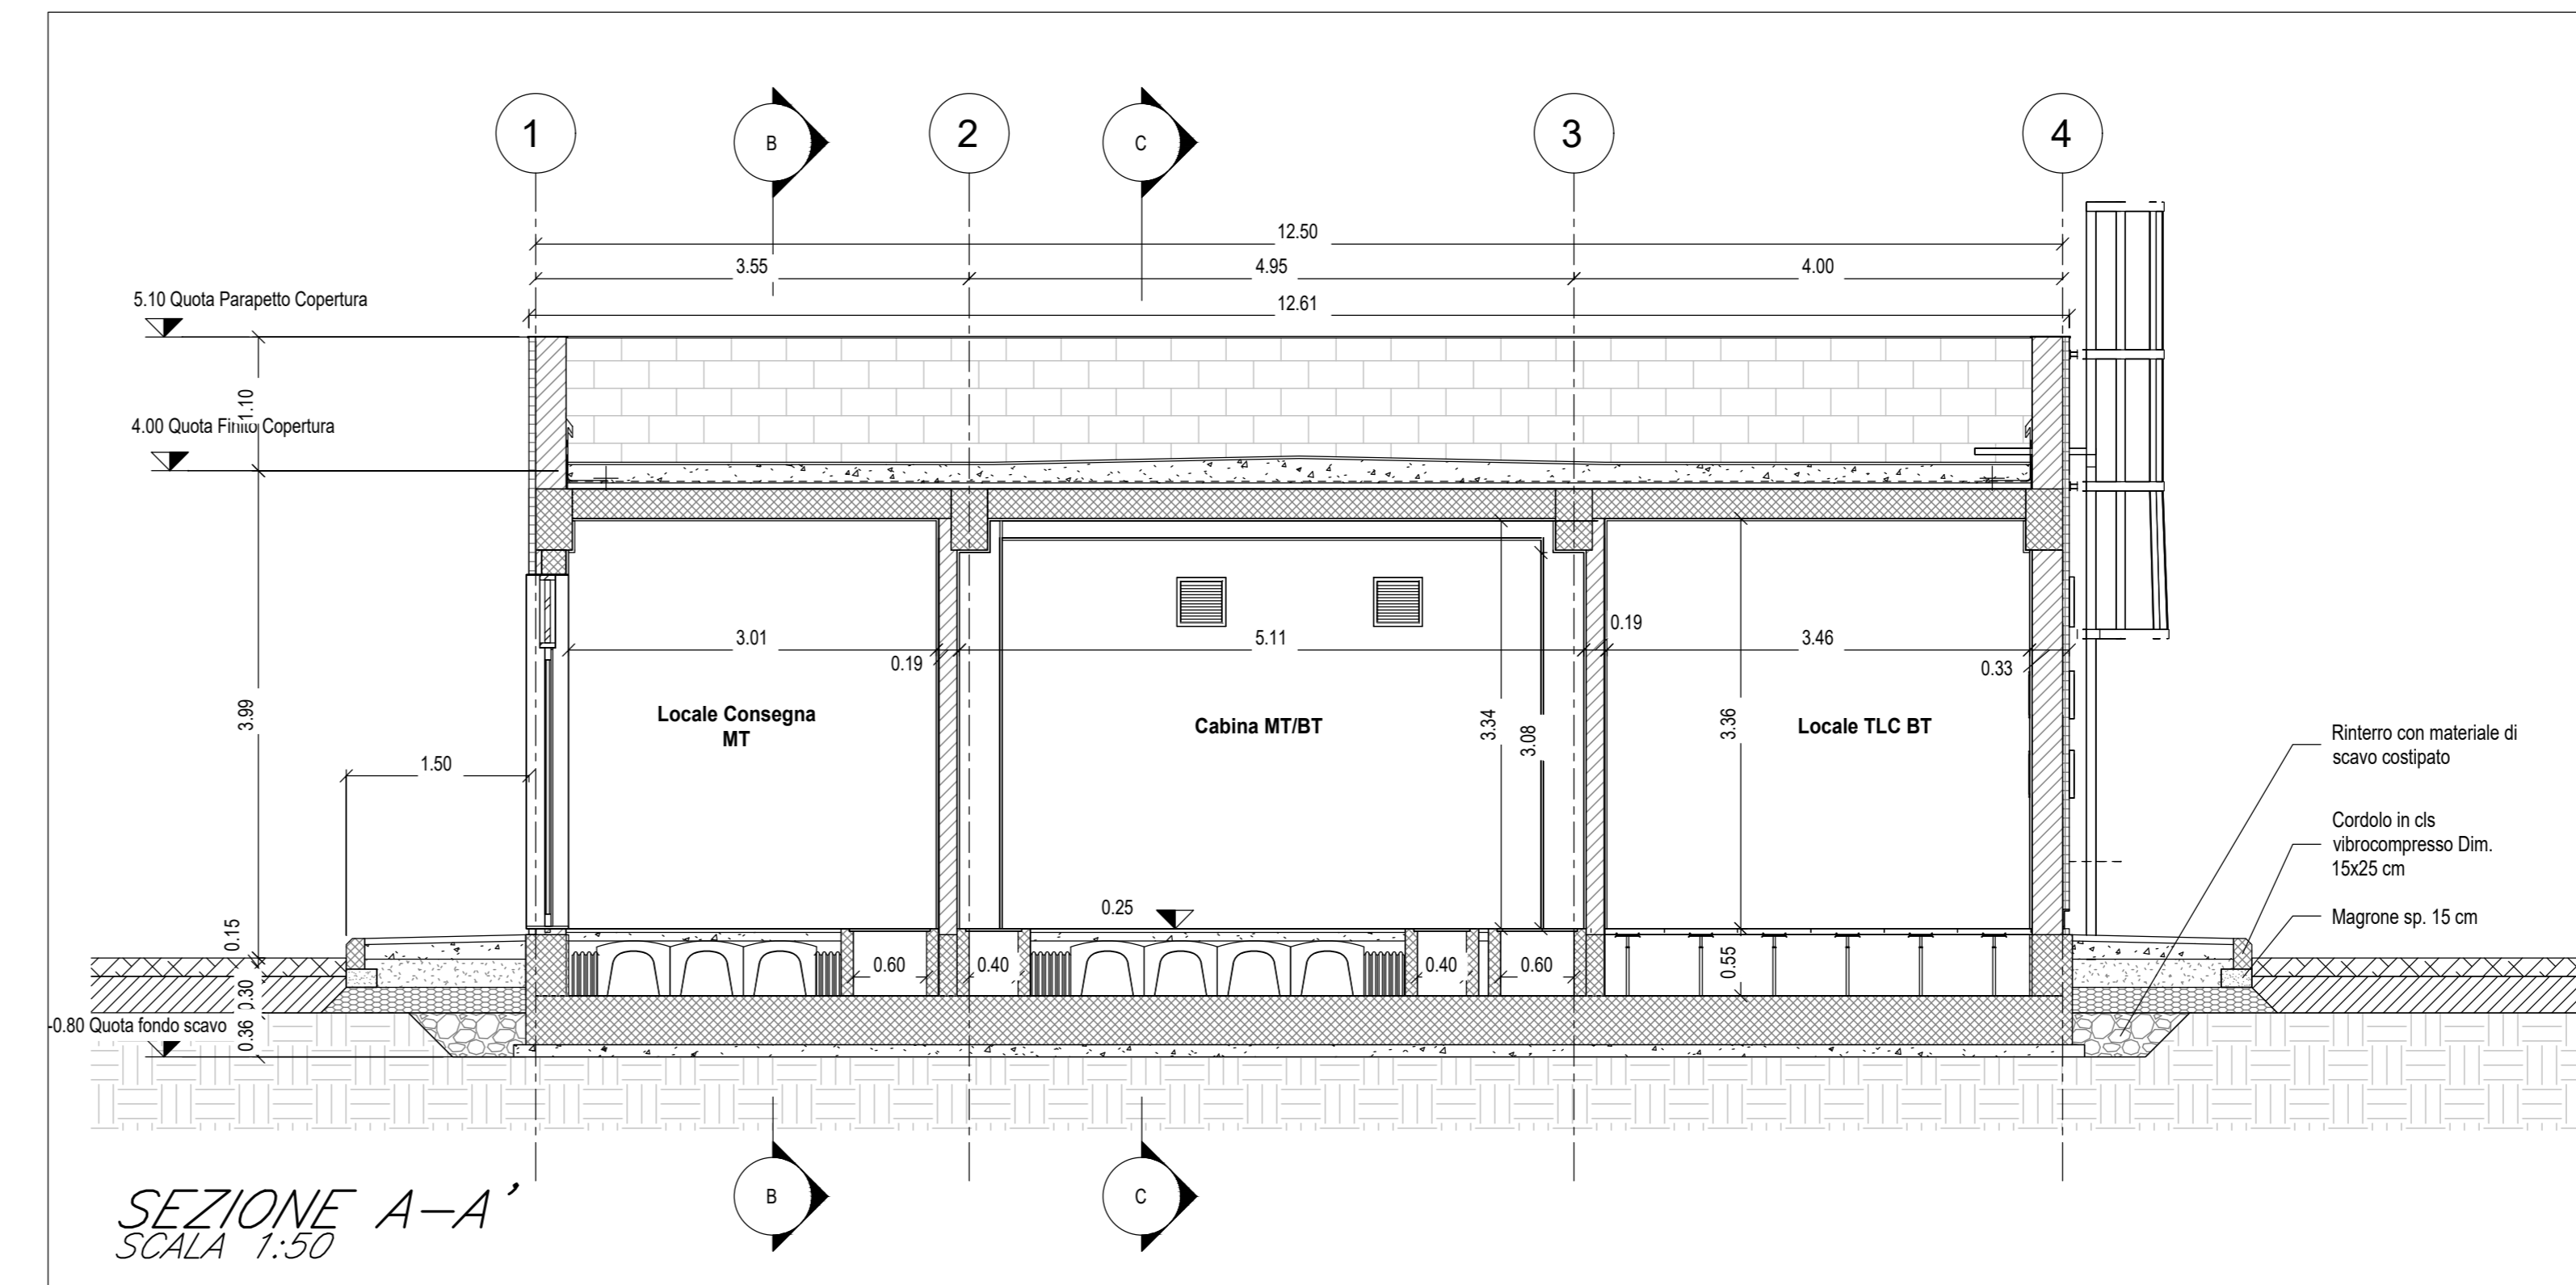 1
B
2
C
3
4
12.50
3.55
4.95
4.00
12.61
5.10 Quota Parapetto Copertura
1.10
4.00 Quota Finito Copertura
3.99
3.01
0.19
5.11
0.19
3.46
0.33
Locale Consegna
MT
Cabina MT/BT
Locale TLC BT
3.34
3.08
3.36
1.50
Rinterro con materiale di
scavo costipato
Cordolo in cls
vibrocompresso Dim.
15x25 cm
Magrone sp. 15 cm
0.25
0.15
0.60
0.40
0.40
0.60
0.55
0.30
-0.80 Quota fondo scavo
0.36
B
C
SEZIONE A-A'
SCALA 1:50